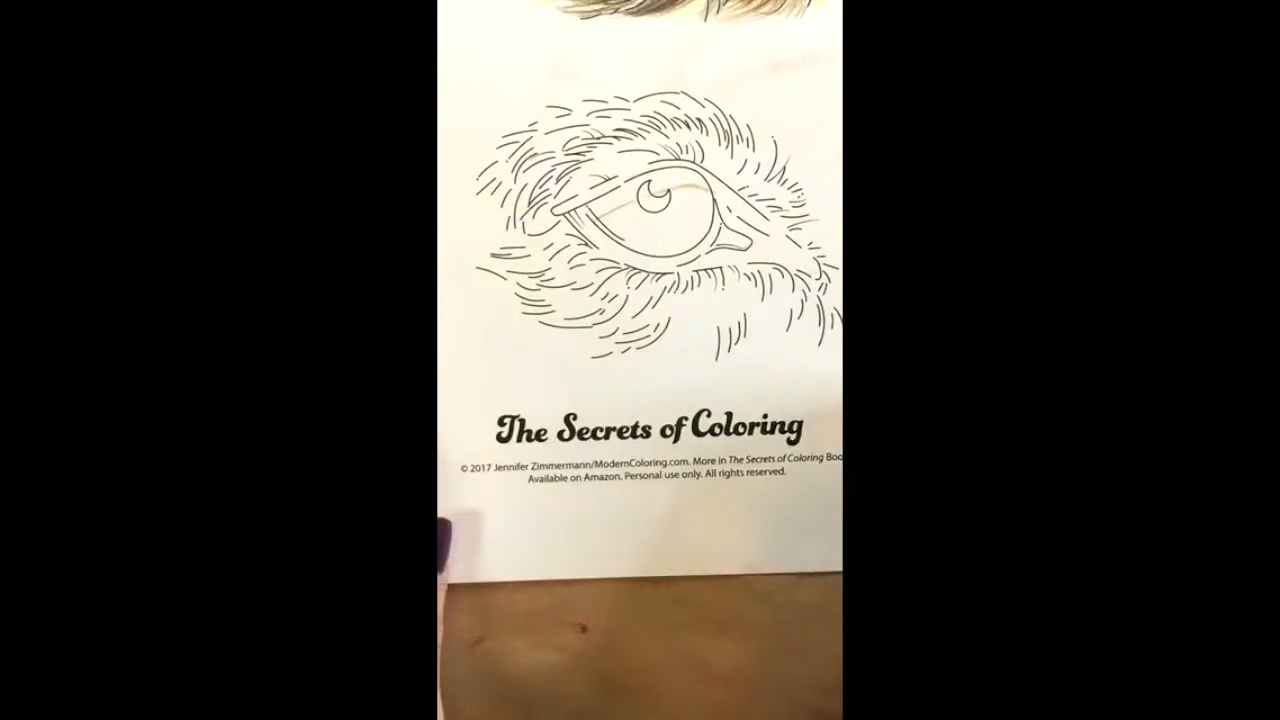 The Secrets of Coloring
© 2017 Jennifer Zimmermann/ModernColoring.com. More in The Secrets of Coloring
Available on Amazon. Personal use only. All rights reserved.